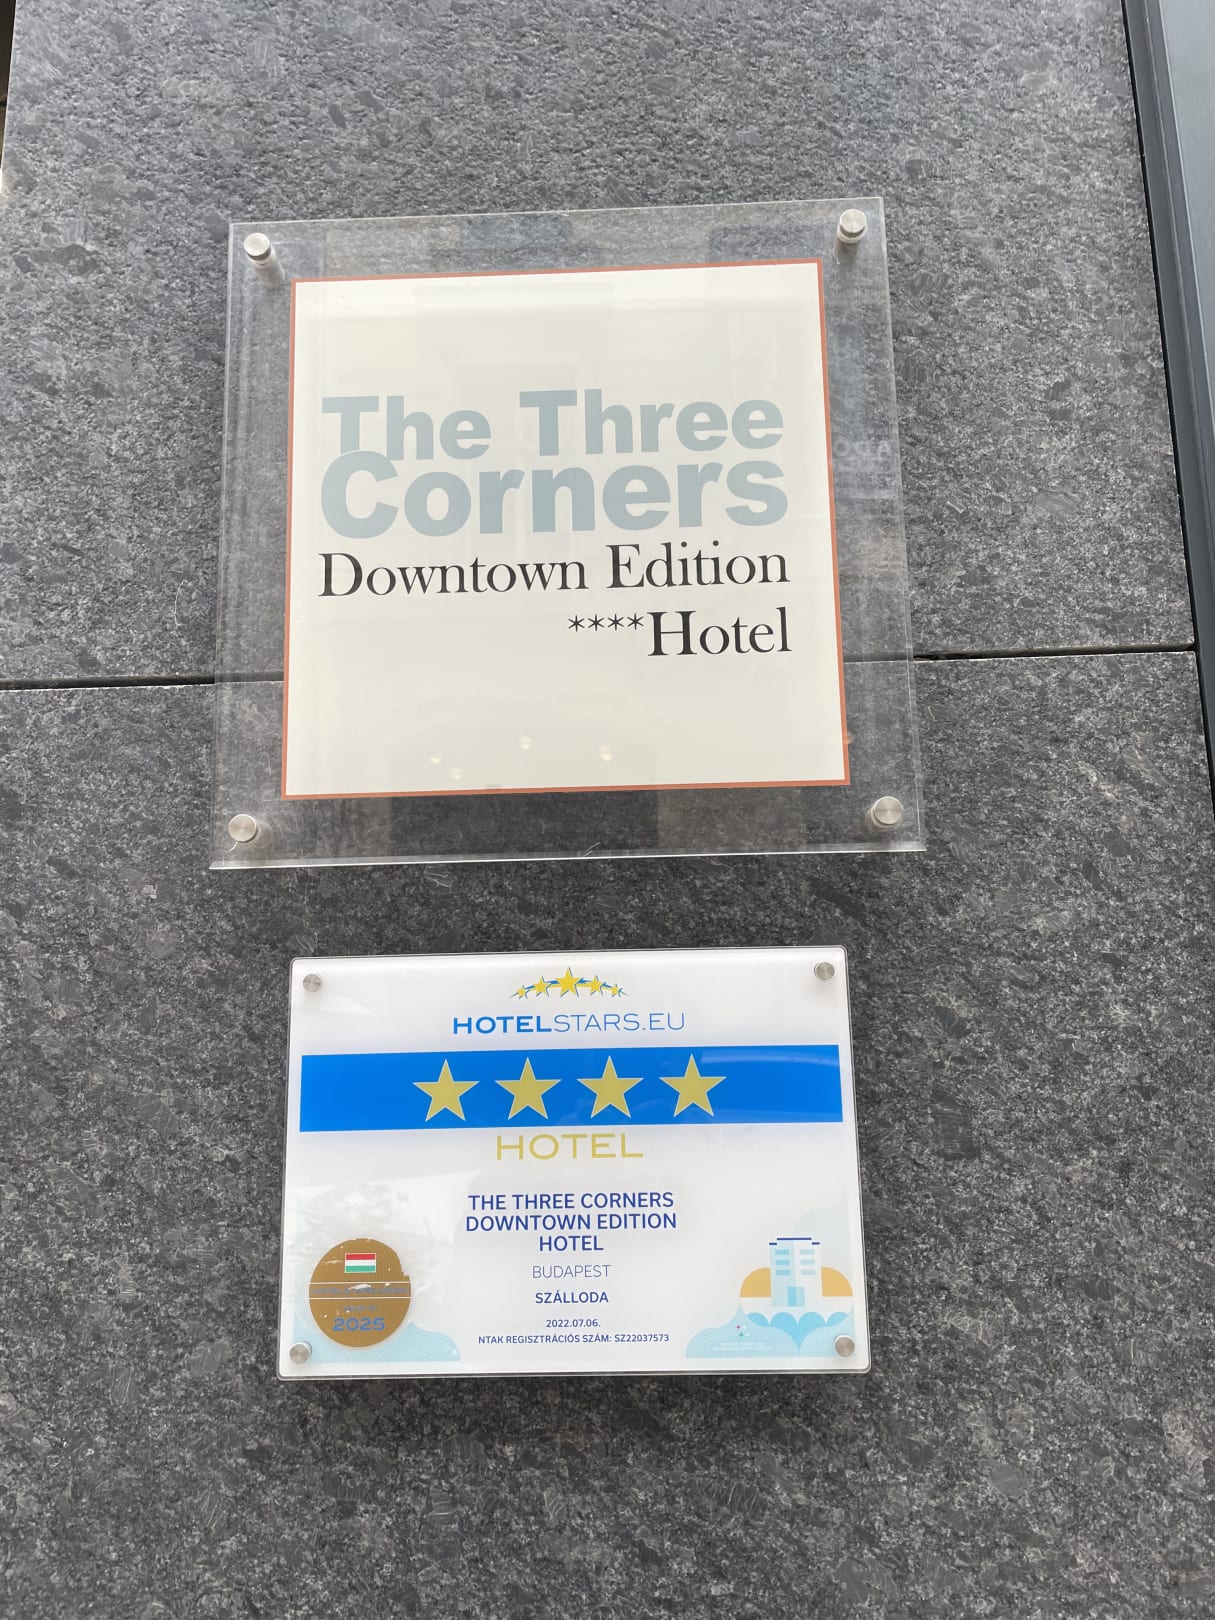 The Three
Corners
Downtown Edition
****Hotel
HOTELSTARS.EU
HOTEL
THE THREE CORNERS
DOWNTOWN EDITION
HOTEL
BUDAPEST
SZÁLLODA
2022.07.06.
NTAK REGISZTRÁCIÓS SZÁM: SZ22037573
2025